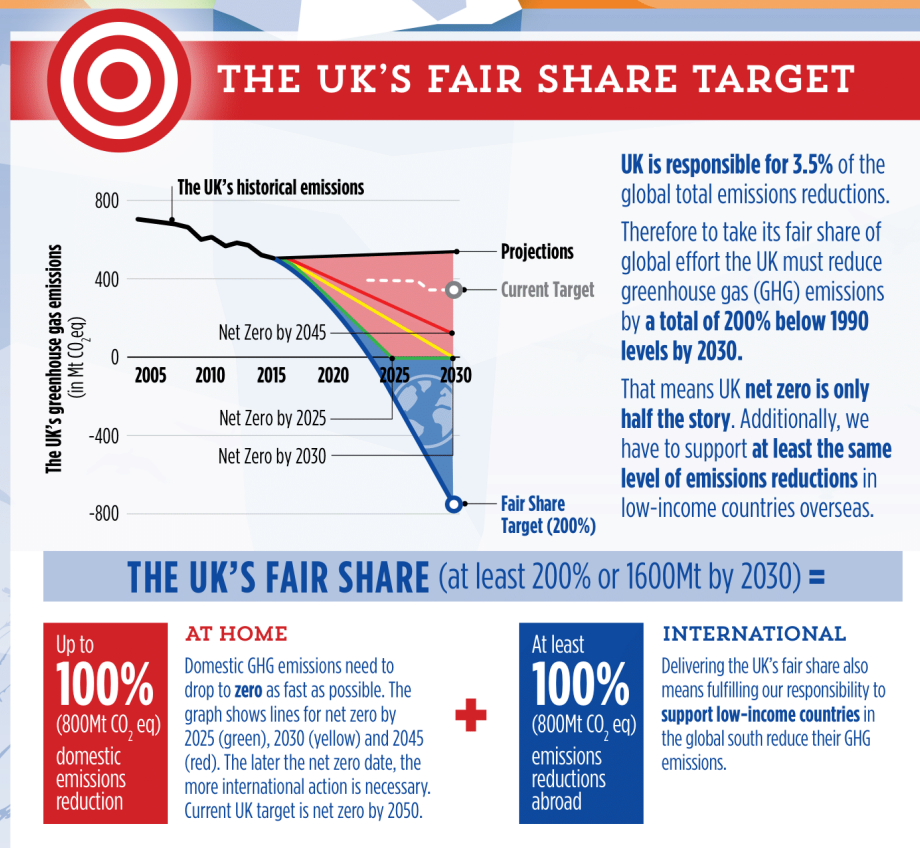 THE UK'S FAIR SHARE TARGET
The UK's historical emissions
The UK's greenhouse gas emissions
(in Mt CO₂eq)
800
400
0
-400
-800
2005
2010
2015
2020
2025
2030
Projections
Current Target
Net Zero by 2045
Net Zero by 2025
Net Zero by 2030
Fair Share
Target (200%)
UK is responsible for 3.5% of the
global total emissions reductions.
Therefore to take its fair share of
global effort the UK must reduce
greenhouse gas (GHG) emissions
by a total of 200% below 1990
levels by 2030.
That means UK net zero is only
half the story. Additionally, we
have to support at least the same
level of emissions reductions in
low-income countries overseas.
THE UK'S FAIR SHARE (at least 200% or 1600Mt by 2030) =
Up to
100%
(800Mt CO₂ eq)
domestic
emissions
reduction
AT HOME
Domestic GHG emissions need to
drop to zero as fast as possible. The
graph shows lines for net zero by
2025 (green), 2030 (yellow) and 2045
(red). The later the net zero date, the
more international action is necessary.
Current UK target is net zero by 2050.
+
At least
100%
(800Mt CO₂ eq)
emissions
reductions
abroad
INTERNATIONAL
Delivering the UK's fair share also
means fulfilling our responsibility to
support low-income countries in
the global south reduce their GHG
emissions.